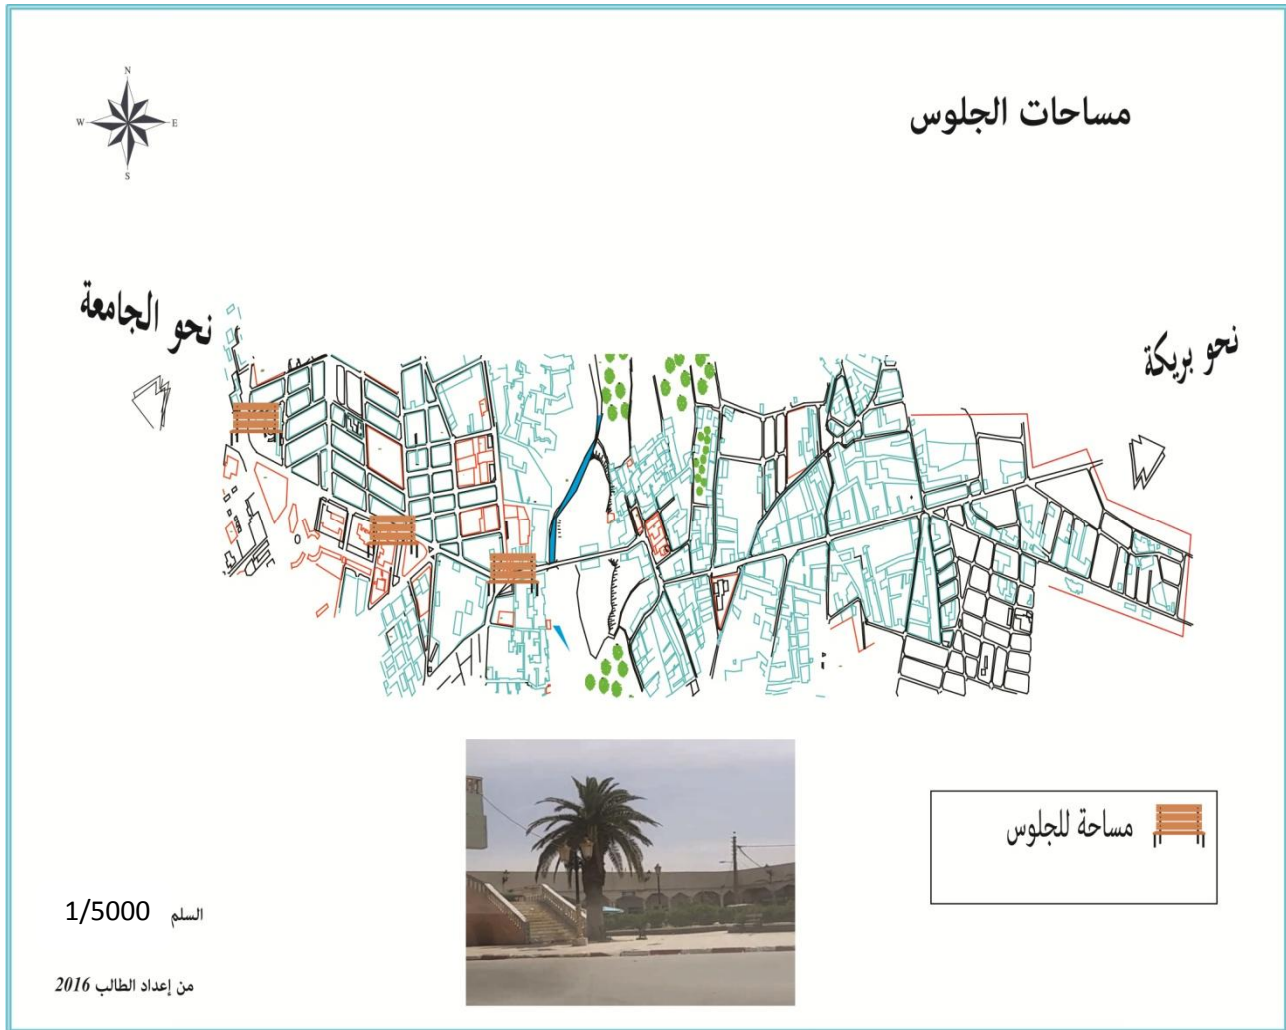 N
W E
S
مساحات الجلوس
نحو الجامعة
نحو بريكة
مساحة للجلوس
السلم 1/5000
من إعداد الطالب 2016